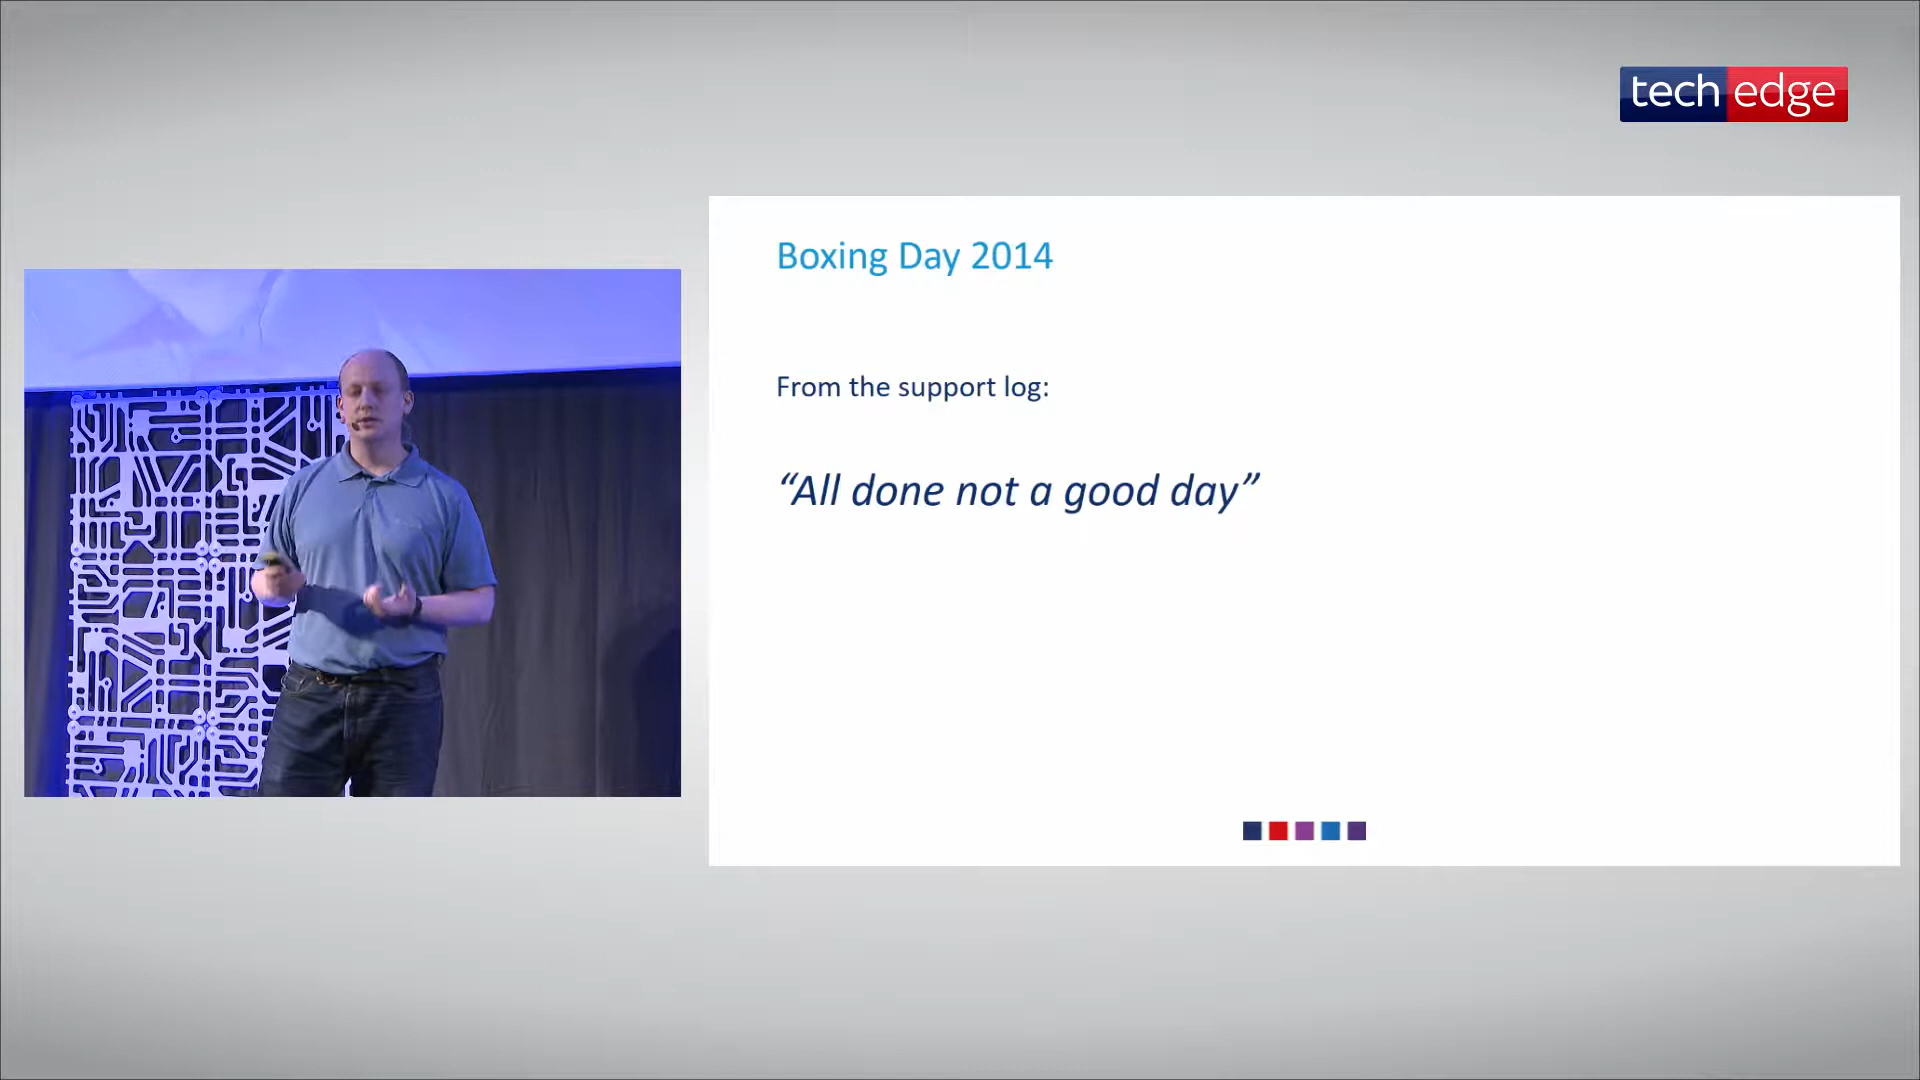 tech edge
Boxing Day 2014
From the support log:
“All done not a good day”